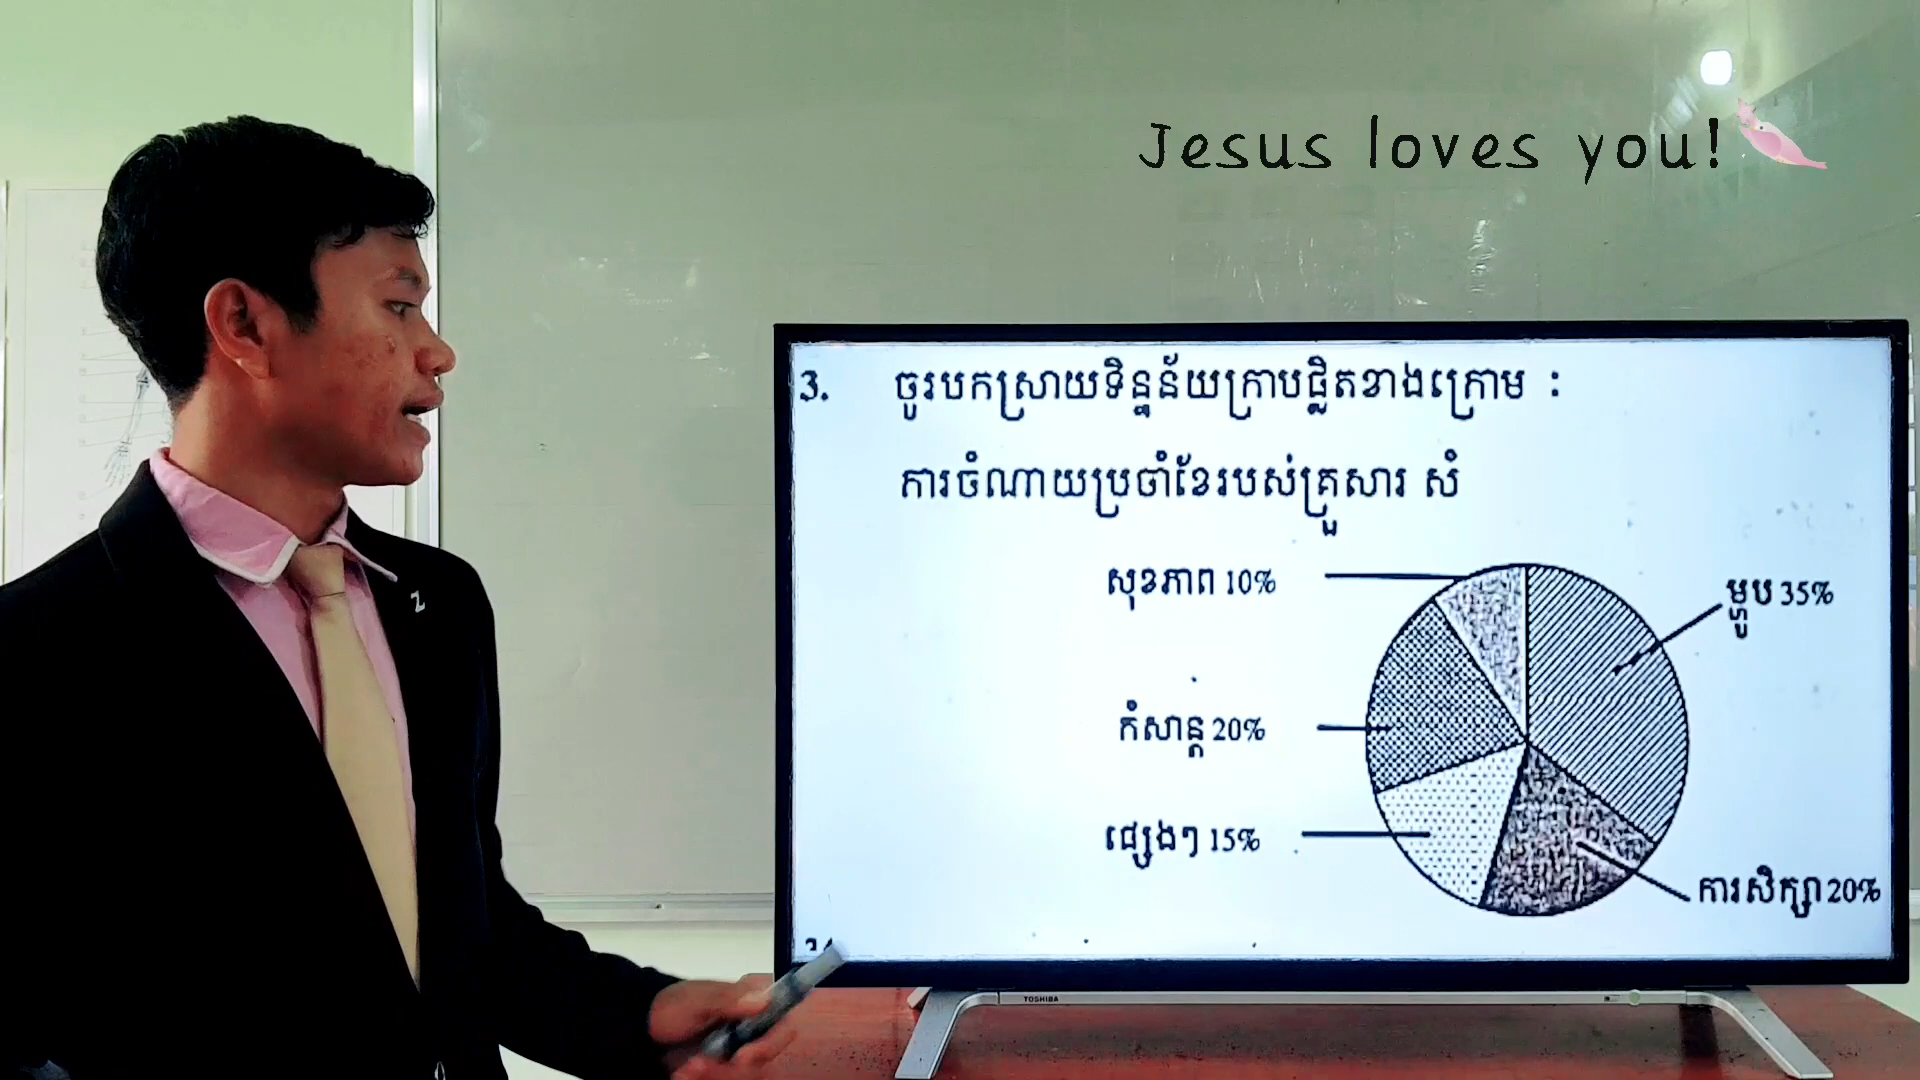 Jesus loves you!
3. ចូរបកស្រាយទិន្នន័យក្រាបផ្លិតខាងក្រោម ៖
ការចំណាយប្រចាំខែរបស់គ្រួសារ សំ
សុខភាព 10%
ម្ហូប 35%
កំសាន្ត 20%
ផ្សេងៗ 15%
ការសិក្សា 20%
TOSHIBA
Z